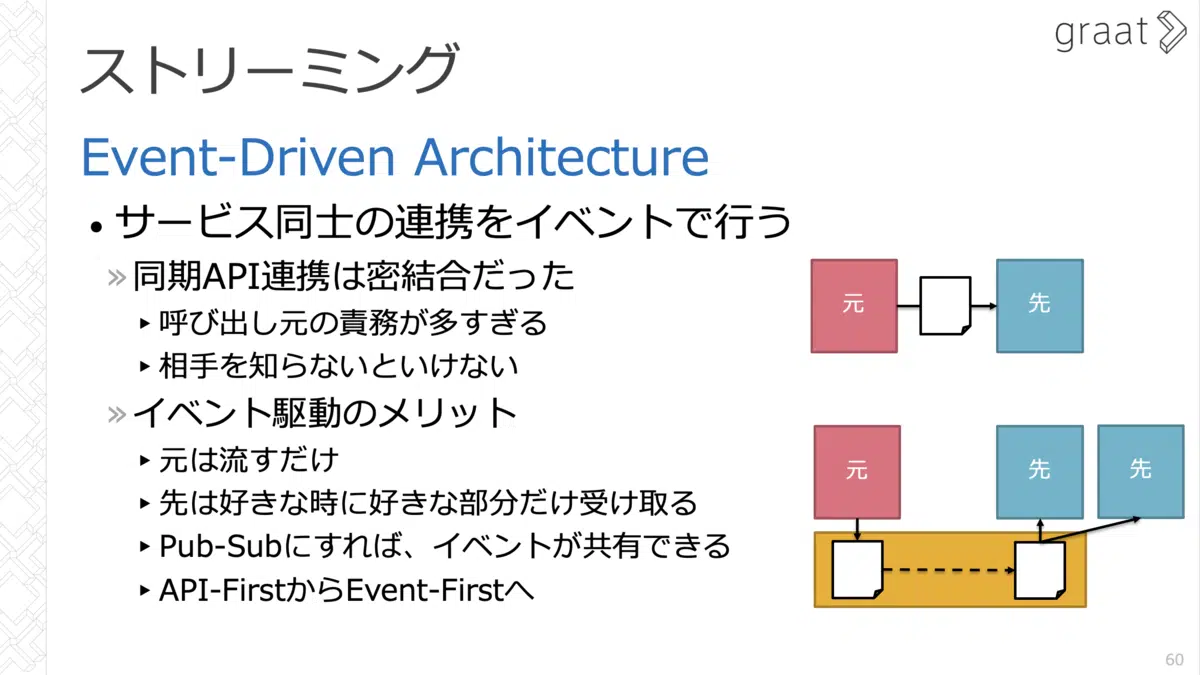 graat
ストリーミング
Event-Driven Architecture
• サービス同士の連携をイベントで行う
» 同期API連携は密結合だった
▸ 呼び出し元の責務が多すぎる
▸ 相手を知らないといけない
» イベント駆動のメリット
▸ 元は流すだけ
▸ 先は好きな時に好きな部分だけ受け取る
▸ Pub-Subにすれば、イベントが共有できる
▸ API-FirstからEvent-Firstへ
元
先
元
先
先
60